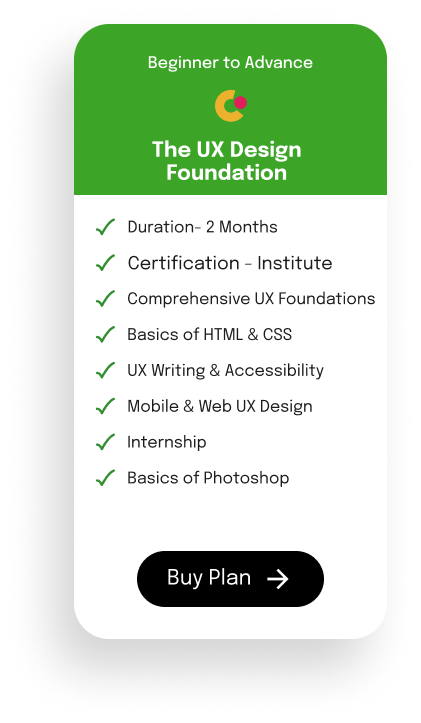 Beginner to Advance
The UX Design
Foundation
Duration- 2 Months
Certification - Institute
Comprehensive UX Foundations
Basics of HTML & CSS
UX Writing & Accessibility
Mobile & Web UX Design
Internship
Basics of Photoshop
Buy Plan